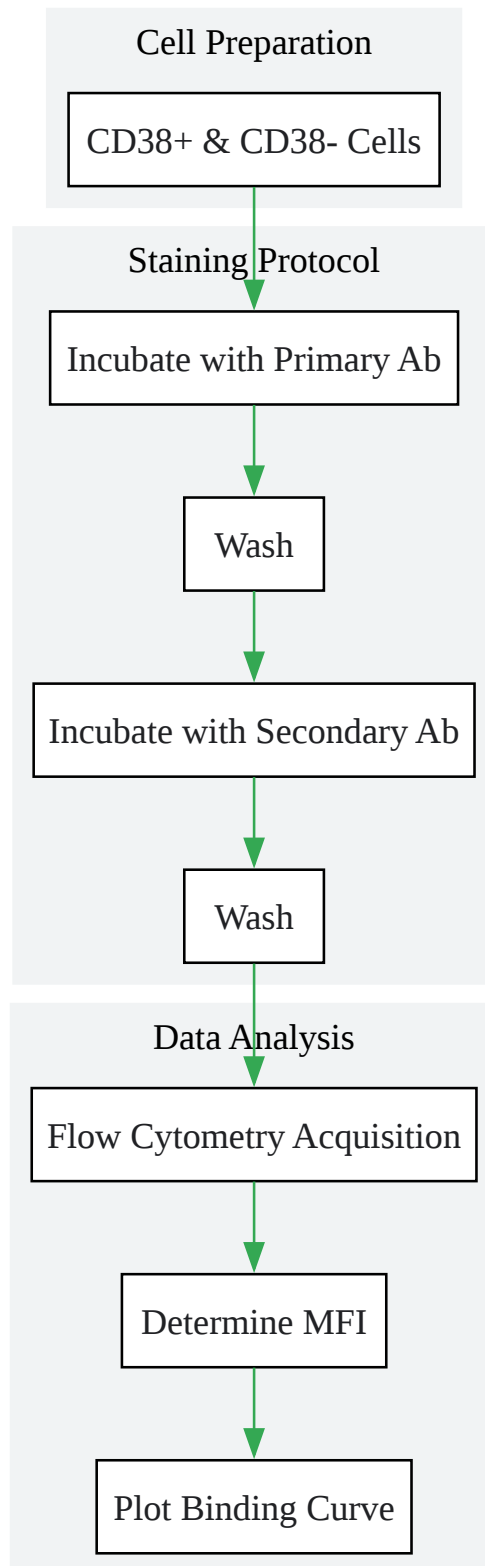 Cell Preparation
CD38+ & CD38- Cells
Staining Protocol
Incubate with Primary Ab
Wash
Incubate with Secondary Ab
Wash
Data Analysis
Flow Cytometry Acquisition
Determine MFI
Plot Binding Curve